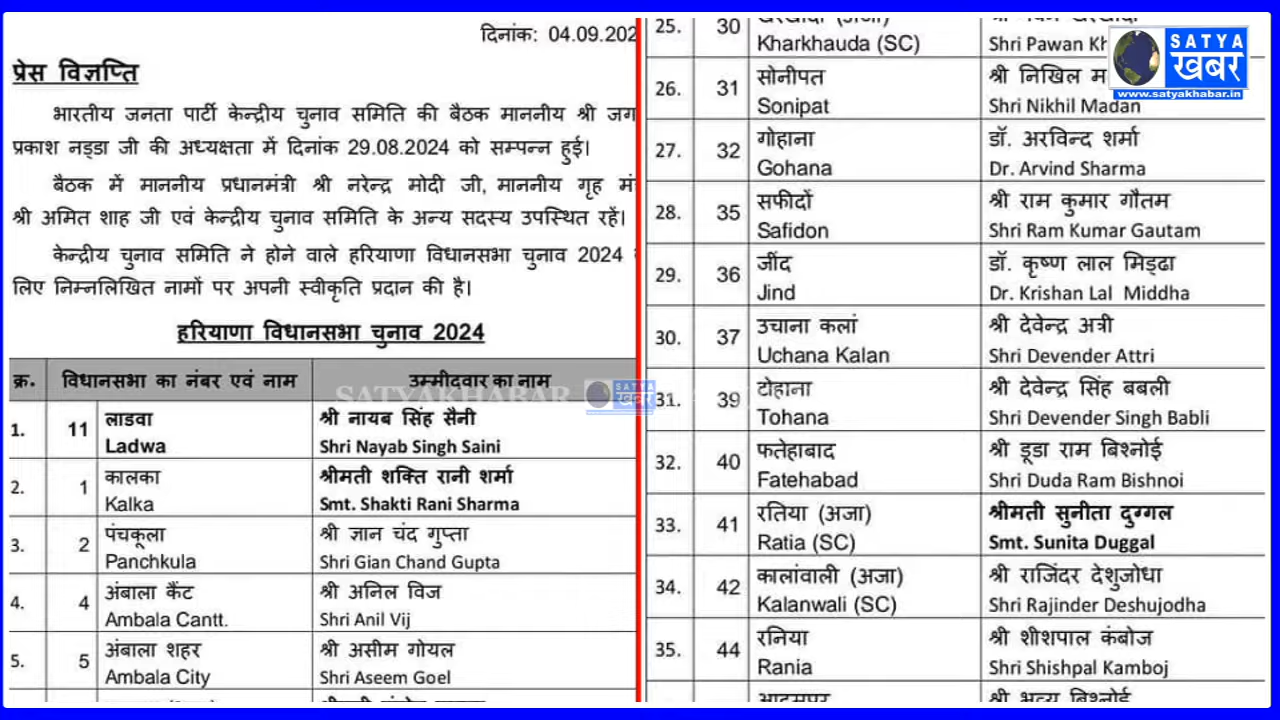 दिनांक: 04.09.202
प्रेस विज्ञप्ति
भारतीय जनता पार्टी केन्द्रीय चुनाव समिति की बैठक माननीय श्री जग
प्रकाश नड्डा जी की अध्यक्षता में दिनांक 29.08.2024 को सम्पन्न हुई।
बैठक में माननीय प्रधानमंत्री श्री नरेन्द्र मोदी जी, माननीय गृह
श्री अमित शाह जी एवं केन्द्रीय चुनाव समिति के अन्य सदस्य उपस्थित रहें।
केन्द्रीय चुनाव समिति ने होने वाले हरियाणा विधानसभा चुनाव 2024
लिए निम्नलिखित नामों पर अपनी स्वीकृति प्रदान की है।
हरियाणा विधानसभा चुनाव 2024
क्र. विधानसभा का नंबर एवं नाम उम्मीदवार का नाम
1. 11 लाडवा श्री नायब सिंह सैनी
Ladwa Shri Nayab Singh Saini
2. 1 कालका श्रीमती शक्ति रानी शर्मा
Kalka Smt. Shakti Rani Sharma
3. 2 पंचकूला श्री ज्ञान चंद गुप्ता
Panchkula Shri Gian Chand Gupta
4. 4 अंबाला कैंट श्री अनिल विज
Ambala Cantt. Shri Anil Vij
5. 5 अंबाला शहर श्री असीम गोयल
Ambala City Shri Aseem Goel
25. 30 खरखौदा (अजा)
Kharkhauda (SC) Shri Pawan Kh
26. 31 सोनीपत श्री निखिल म
Sonipat Shri Nikhil Madan
27. 32 गोहाना डॉ. अरविन्द शर्मा
Gohana Dr. Arvind Sharma
28. 35 सफीदों श्री राम कुमार गौतम
Safidon Shri Ram Kumar Gautam
29. 36 जींद डॉ. कृष्ण लाल मिड्ढा
Jind Dr. Krishan Lal Middha
30. 37 उचाना कलां श्री देवेन्द्र अत्री
Uchana Kalan Shri Devender Attri
31. 39 टोहाना श्री देवेन्द्र सिंह बबली
Tohana Shri Devender Singh Babli
32. 40 फतेहाबाद श्री डूडा राम बिश्नोई
Fatehabad Shri Duda Ram Bishnoi
33. 41 रतिया (अजा) श्रीमती सुनीता दुग्गल
Ratia (SC) Smt. Sunita Duggal
34. 42 कालांवाली (अजा) श्री राजिंदर देशुजोधा
Kalanwali (SC) Shri Rajinder Deshujodha
35. 44 रनिया श्री शीशपाल कंबोज
Rania Shri Shishpal Kamboj
आदमपुर श्री भव्य बिश्नोई
SATYA
खबर
www.satyakhabar.in
SATYAKHABAR
SATYA
खबर